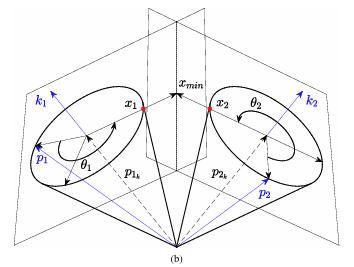 x_min
k_1
x_1
x_2
θ_2
k_2
p_1
θ_1
p_{1_k}
p_{2_k}
p_2
(b)